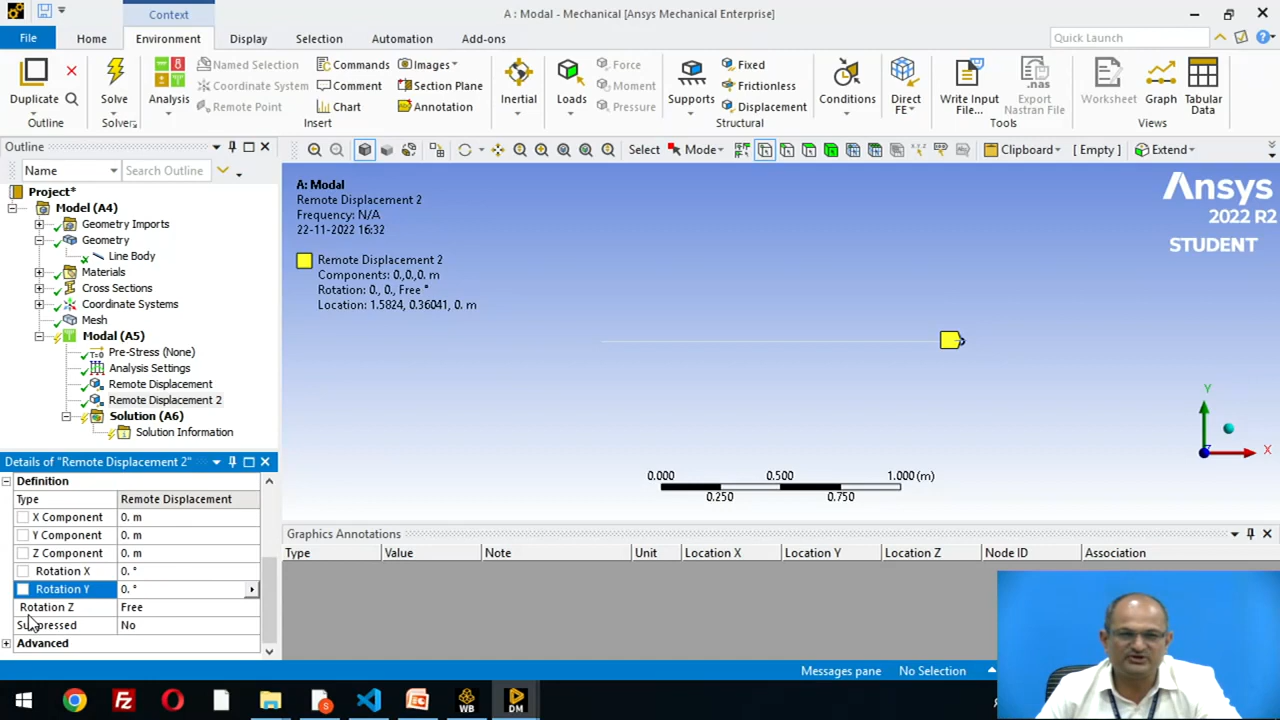 Context
A : Modal - Mechanical [Ansys Mechanical Enterprise]
File Home Environment Display Selection Automation Add-ons Quick Launch
Duplicate
Outline
Solve
Solver
Analysis
Named Selection
Coordinate System
Remote Point
Commands
Comment
Chart
Images
Section Plane
Annotation
Insert
Inertial
Loads
Force
Moment
Pressure
Supports
Fixed
Frictionless
Displacement
Structural
Conditions
Direct FE
Write Input File...
Export Nastran File
Tools
Worksheet
Graph
Tabular Data
Views
Outline
Name Search Outline
Select Mode Clipboard [ Empty ] Extend
Project*
Model (A4)
Geometry Imports
Geometry
Line Body
Materials
Cross Sections
Coordinate Systems
Mesh
Modal (A5)
Pre-Stress (None)
Analysis Settings
Remote Displacement
Remote Displacement 2
Solution (A6)
Solution Information
A: Modal
Remote Displacement 2
Frequency: N/A
22-11-2022 16:32
Remote Displacement 2
Components: 0.,0.,0. m
Rotation: 0., 0., Free °
Location: 1.5824, 0.36041, 0. m
Ansys
2022 R2
STUDENT
Y
X
Z
0.000 0.500 1.000 (m)
0.250 0.750
Details of "Remote Displacement 2"
Definition
Type Remote Displacement
X Component 0. m
Y Component 0. m
Z Component 0. m
Rotation X 0. °
Rotation Y 0. °
Rotation Z Free
Suppressed No
Advanced
Graphics Annotations
Type Value Note Unit Location X Location Y Location Z Node ID Association
Messages pane No Selection
WB DM